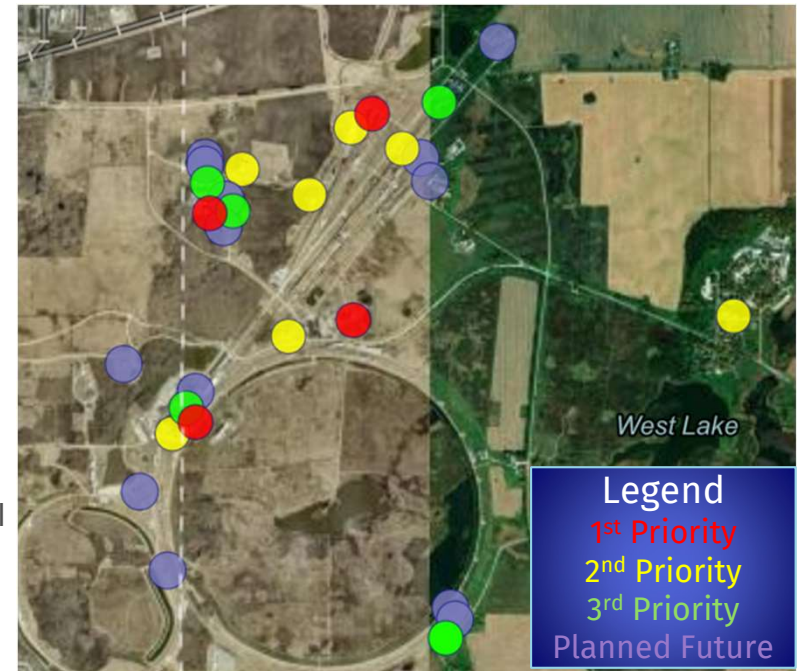 West Lake
Legend
1st Priority
2nd Priority
3rd Priority
Planned Future